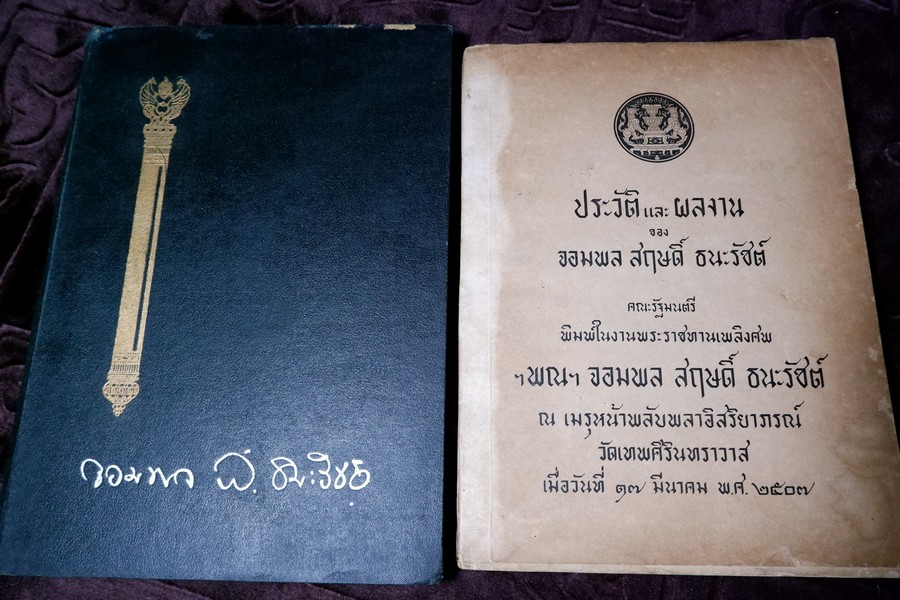 จอมพล ป. ธนะรัชต์
ประวัติ และ ผลงาน
ของ
จอมพล สฤษดิ์ ธนะรัชต์
คณะรัฐมนตรี
พิมพ์ในงานพระราชทานเพลิงศพ
ฯพณฯ จอมพล สฤษดิ์ ธนะรัชต์
ณ เมรุหน้าพลับพลาอิสริยาภรณ์
วัดเทพศิรินทราวาส
เมื่อวันที่ ๑๗ มีนาคม พ.ศ. ๒๕๐๗